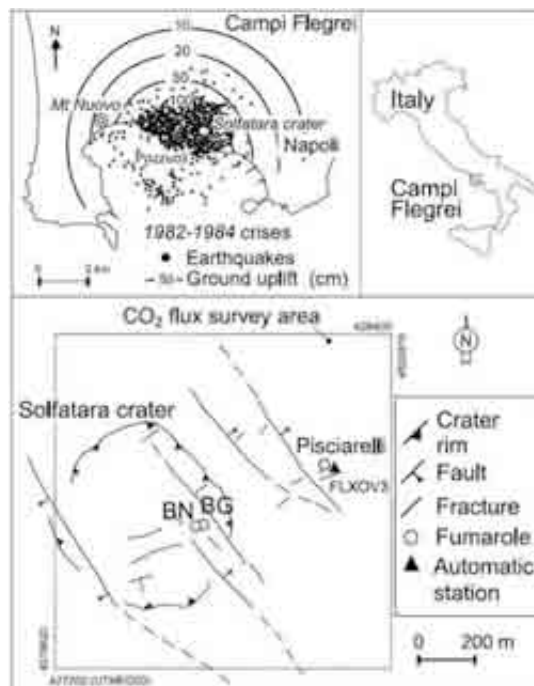 Campi Flegrei
N
10
20
50
100
Mt Nuovo
Solfatara crater
Napoli
Pozzuoli
1982-1984 crises
Earthquakes
Ground uplift (cm)
0
Italy
Campi
Flegrei
CO₂ flux survey area
N
Solfatara crater
Pisciarelli
FLXOV3
BN
BG
Crater
rim
Fault
Fracture
Fumarole
Automatic
station
0 200 m